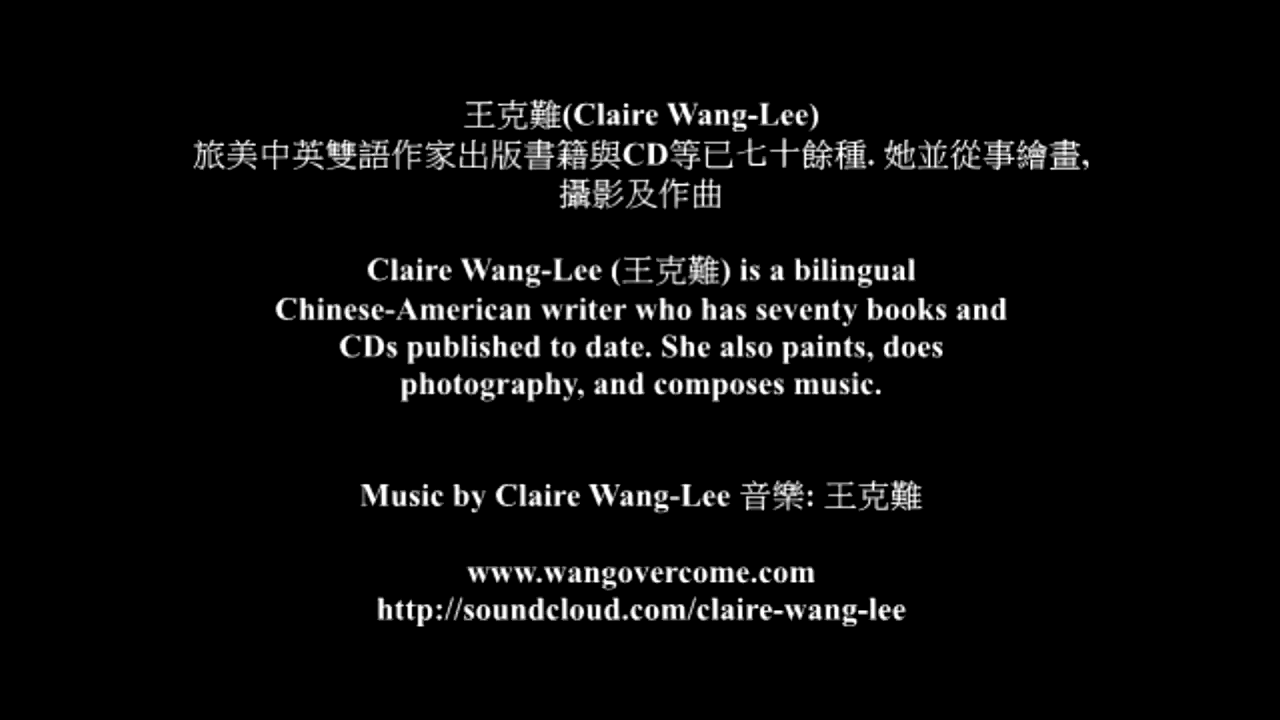 王克難(Claire Wang-Lee)
旅美中英雙語作家出版書籍與CD等已七十餘種. 她並從事繪畫,
攝影及作曲
Claire Wang-Lee (王克難) is a bilingual
Chinese-American writer who has seventy books and
CDs published to date. She also paints, does
photography, and composes music.
Music by Claire Wang-Lee 音樂: 王克難
www.wangovercome.com
http://soundcloud.com/claire-wang-lee